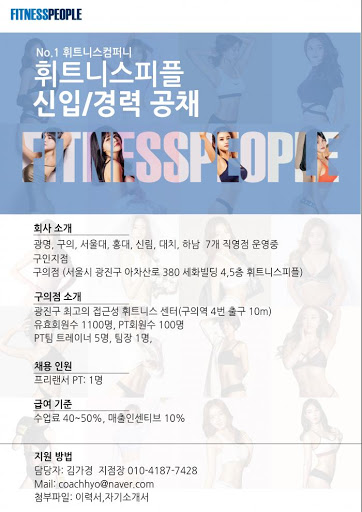 FITNESSPEOPLE
No.1 휘트니스컴퍼니
휘트니스피플
신입/경력 공채
FITNESSPEOPLE
회사 소개
광명, 구의, 서울대, 홍대, 신림, 대치, 하남 7개 직영점 운영중
구인지점
구의점 (서울시 광진구 아차산로 380 세화빌딩 4,5층 휘트니스피플)
구의점 소개
광진구 최고의 접근성 휘트니스 센터(구의역 4번 출구 10m)
유효회원수 1100명, PT회원수 100명
PT팀 트레이너 5명, 팀장 1명,
채용 인원
프리랜서 PT: 1명
급여 기준
수업료 40~50%, 매출인센티브 10%
지원 방법
담당자: 김가경 지점장 010-4187-7428
Mail: coachhyo@naver.com
첨부파일: 이력서,자기소개서